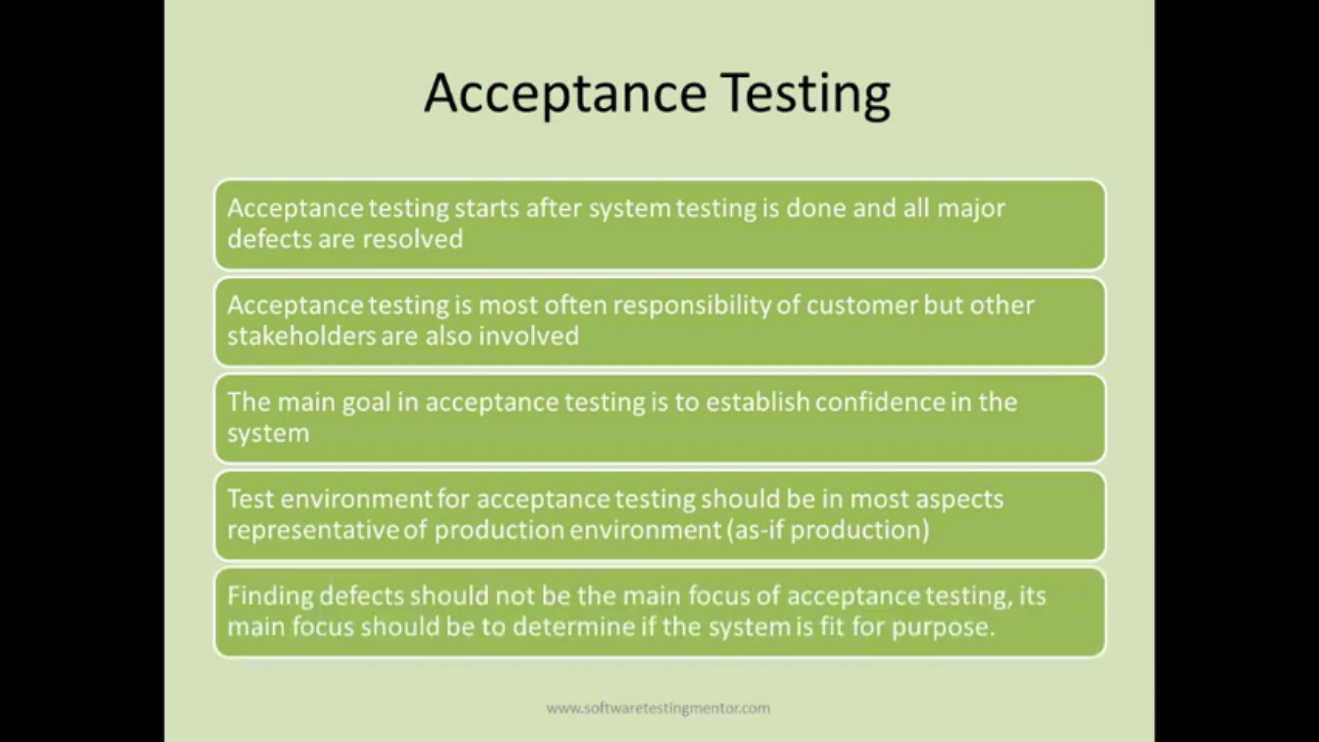 Acceptance Testing
Acceptance testing starts after system testing is done and all major
defects are resolved
Acceptance testing is most often responsibility of customer but other
stakeholders are also involved
The main goal in acceptance testing is to establish confidence in the
system
Test environment for acceptance testing should be in most aspects
representative of production environment (as-if production)
Finding defects should not be the main focus of acceptance testing, its
main focus should be to determine if the system is fit for purpose.
www.softwaretestingmentor.com